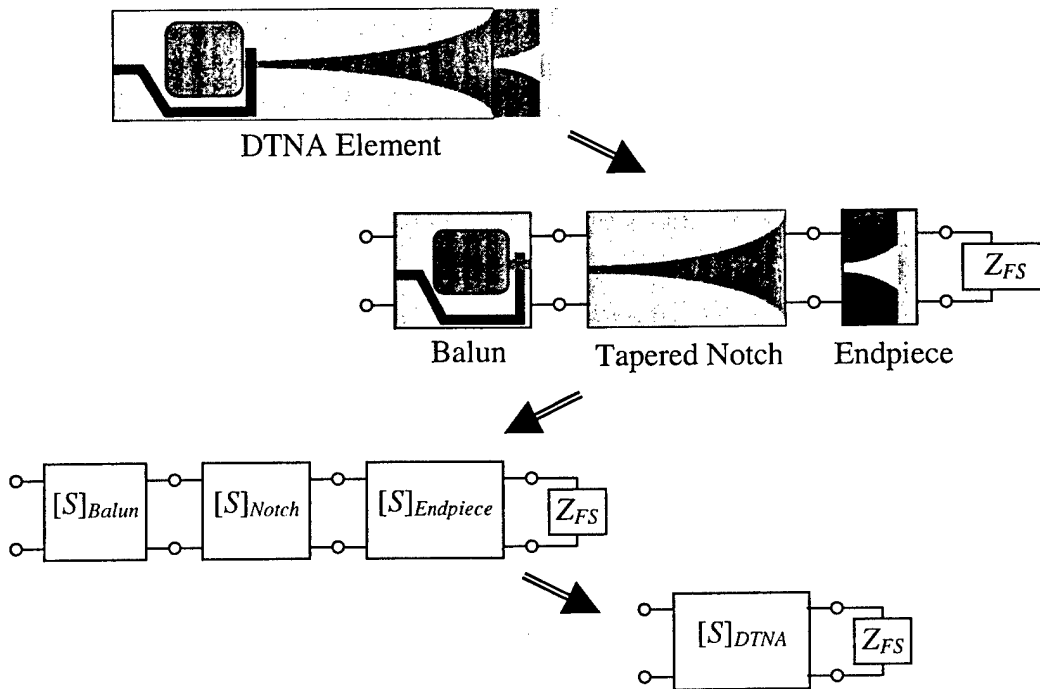 DTNA Element
Z_FS
Balun
Tapered Notch
Endpiece
[S]_Balun
[S]_Notch
[S]_Endpiece
Z_FS
[S]_DTNA
Z_FS